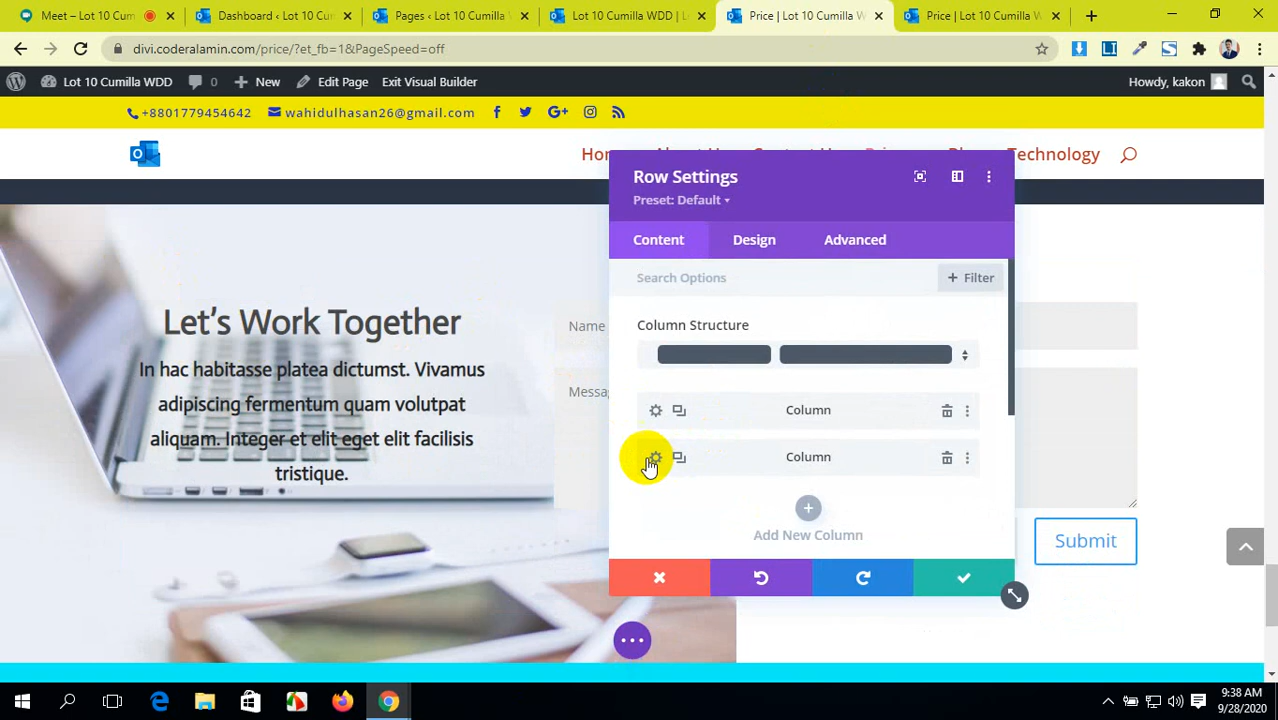 Meet – Lot 10 Cum
Dashboard ‹ Lot 10 Cum
Pages ‹ Lot 10 Cumilla WDD
Lot 10 Cumilla WDD | L
Price | Lot 10 Cumilla W
Price | Lot 10 Cumilla WDD
divi.coderalamin.com/price/?et_fb=1&PageSpeed=off
Lot 10 Cumilla WDD
0
New
Edit Page
Exit Visual Builder
Howdy, kakon
+8801779454642
wahidulhasan26@gmail.com
Technology
Row Settings
Preset: Default
Content
Design
Advanced
Search Options
+ Filter
Column Structure
Column
Column
Add New Column
Let's Work Together
In hac habitasse platea dictumst. Vivamus
adipiscing fermentum quam volutpat
aliquam. Integer et elit eget elit facilisis
tristique.
Name
Messag
Submit
9:38 AM
9/28/2020